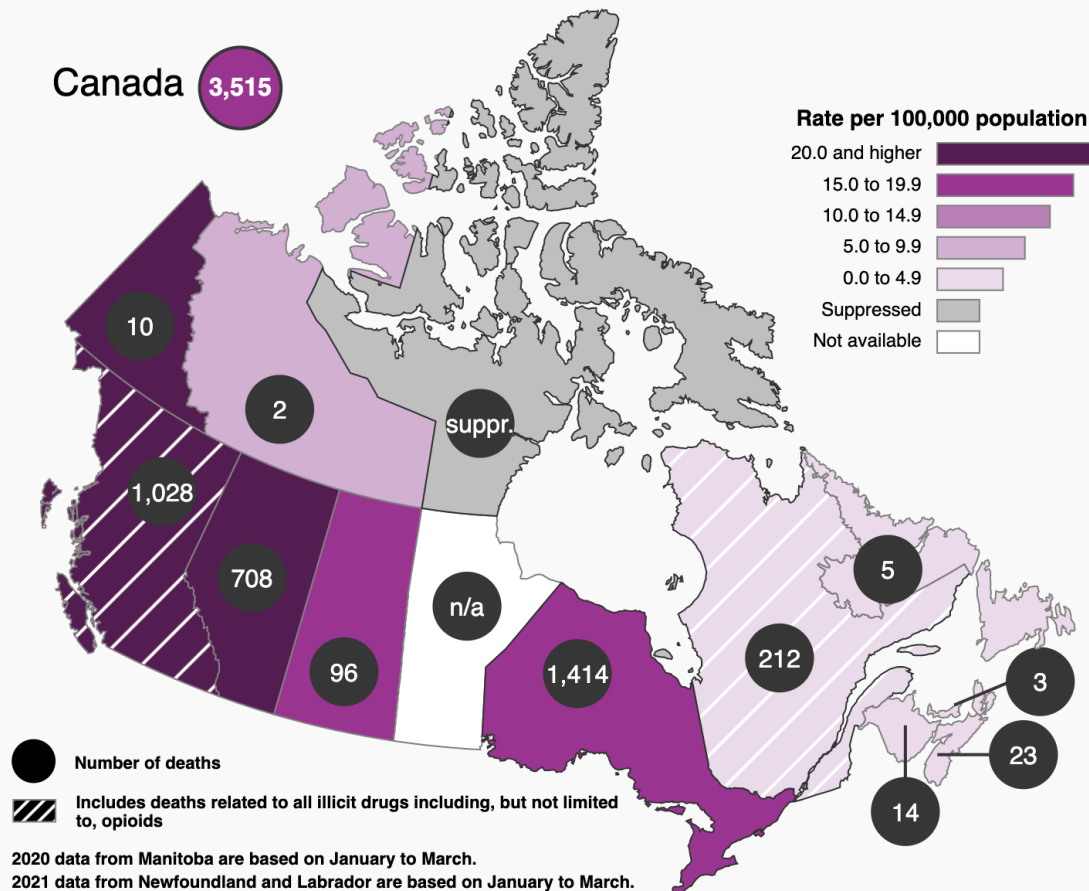 Canada 3,515
Rate per 100,000 population
20.0 and higher
15.0 to 19.9
10.0 to 14.9
5.0 to 9.9
0.0 to 4.9
Suppressed
Not available
10
2
suppr.
1,028
708
96
n/a
1,414
212
5
3
23
14
Number of deaths
Includes deaths related to all illicit drugs including, but not limited
to, opioids
2020 data from Manitoba are based on January to March.
2021 data from Newfoundland and Labrador are based on January to March.